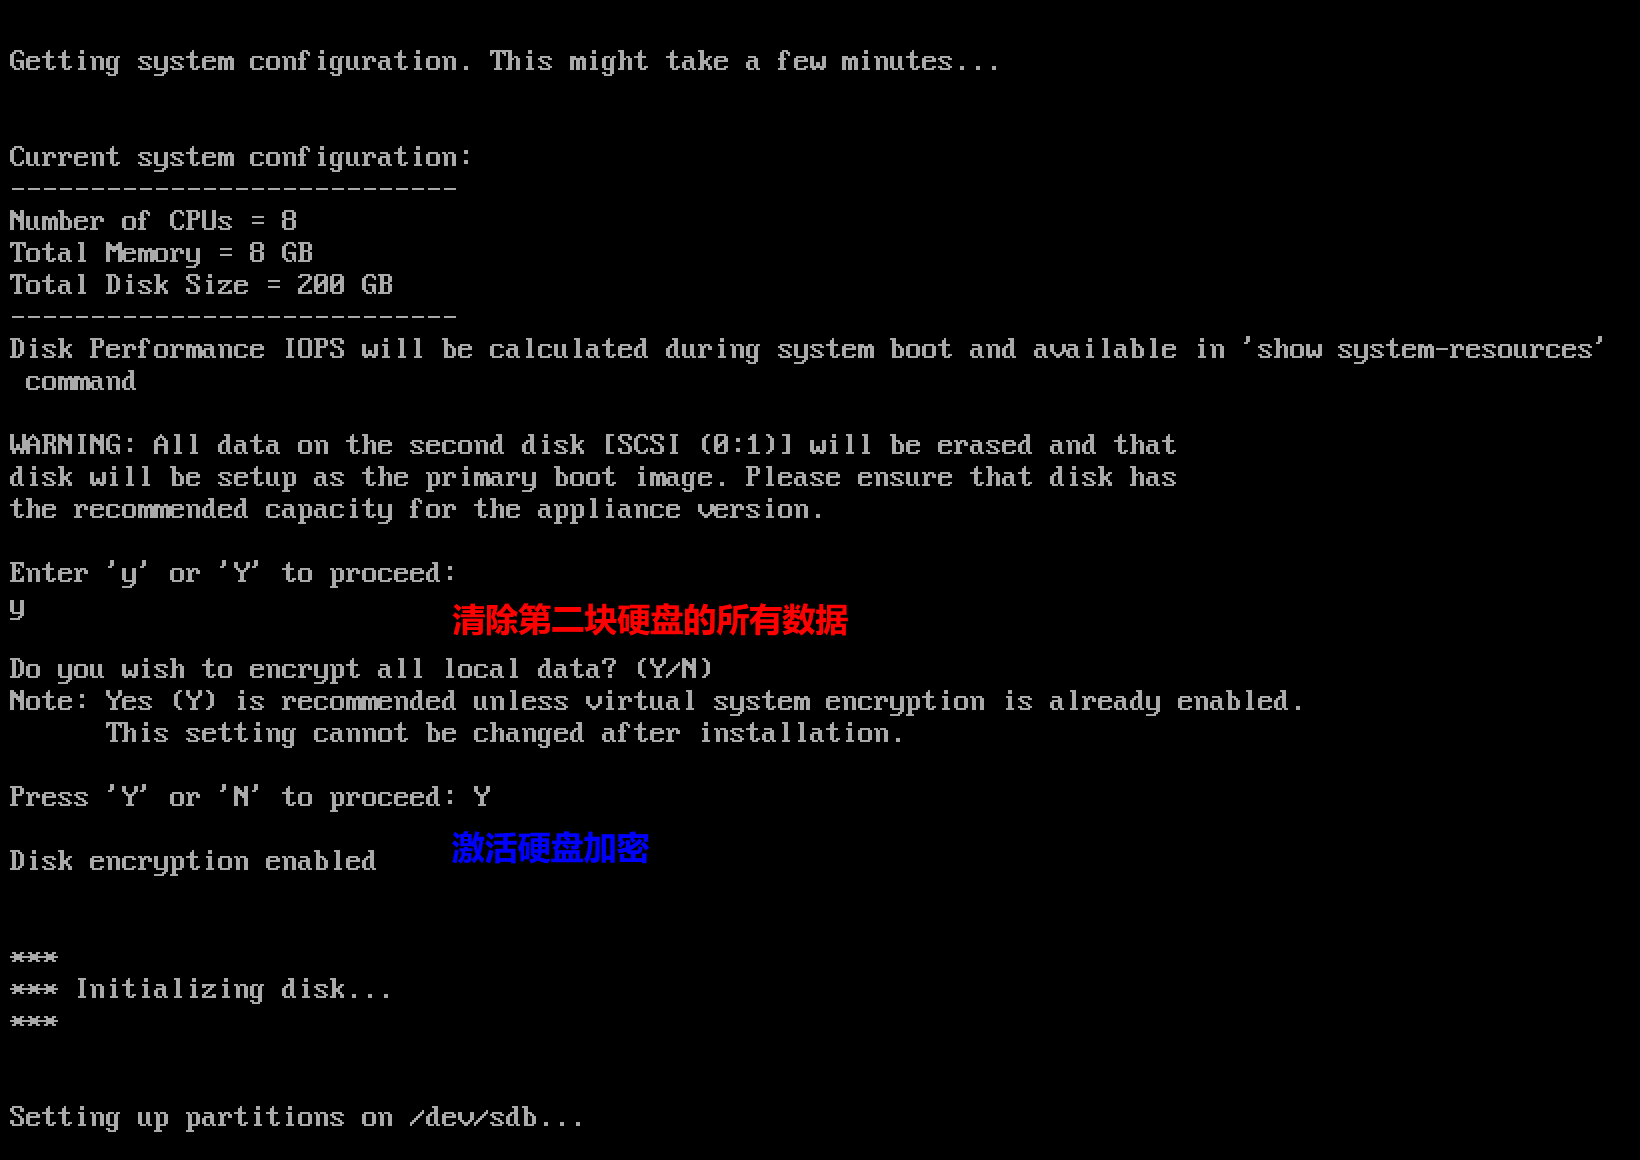 Getting system configuration. This might take a few minutes...
Current system configuration:
----------------------------
Number of CPUs = 8
Total Memory = 8 GB
Total Disk Size = 200 GB
----------------------------
Disk Performance IOPS will be calculated during system boot and available in 'show system-resources'
command
WARNING: All data on the second disk [SCSI (0:1)] will be erased and that
disk will be setup as the primary boot image. Please ensure that disk has
the recommended capacity for the appliance version.
Enter 'y' or 'Y' to proceed:
y
清除第二块硬盘的所有数据
Do you wish to encrypt all local data? (Y/N)
Note: Yes (Y) is recommended unless virtual system encryption is already enabled.
This setting cannot be changed after installation.
Press 'Y' or 'N' to proceed: Y
激活硬盘加密
Disk encryption enabled
***
*** Initializing disk...
***
Setting up partitions on /dev/sdb...